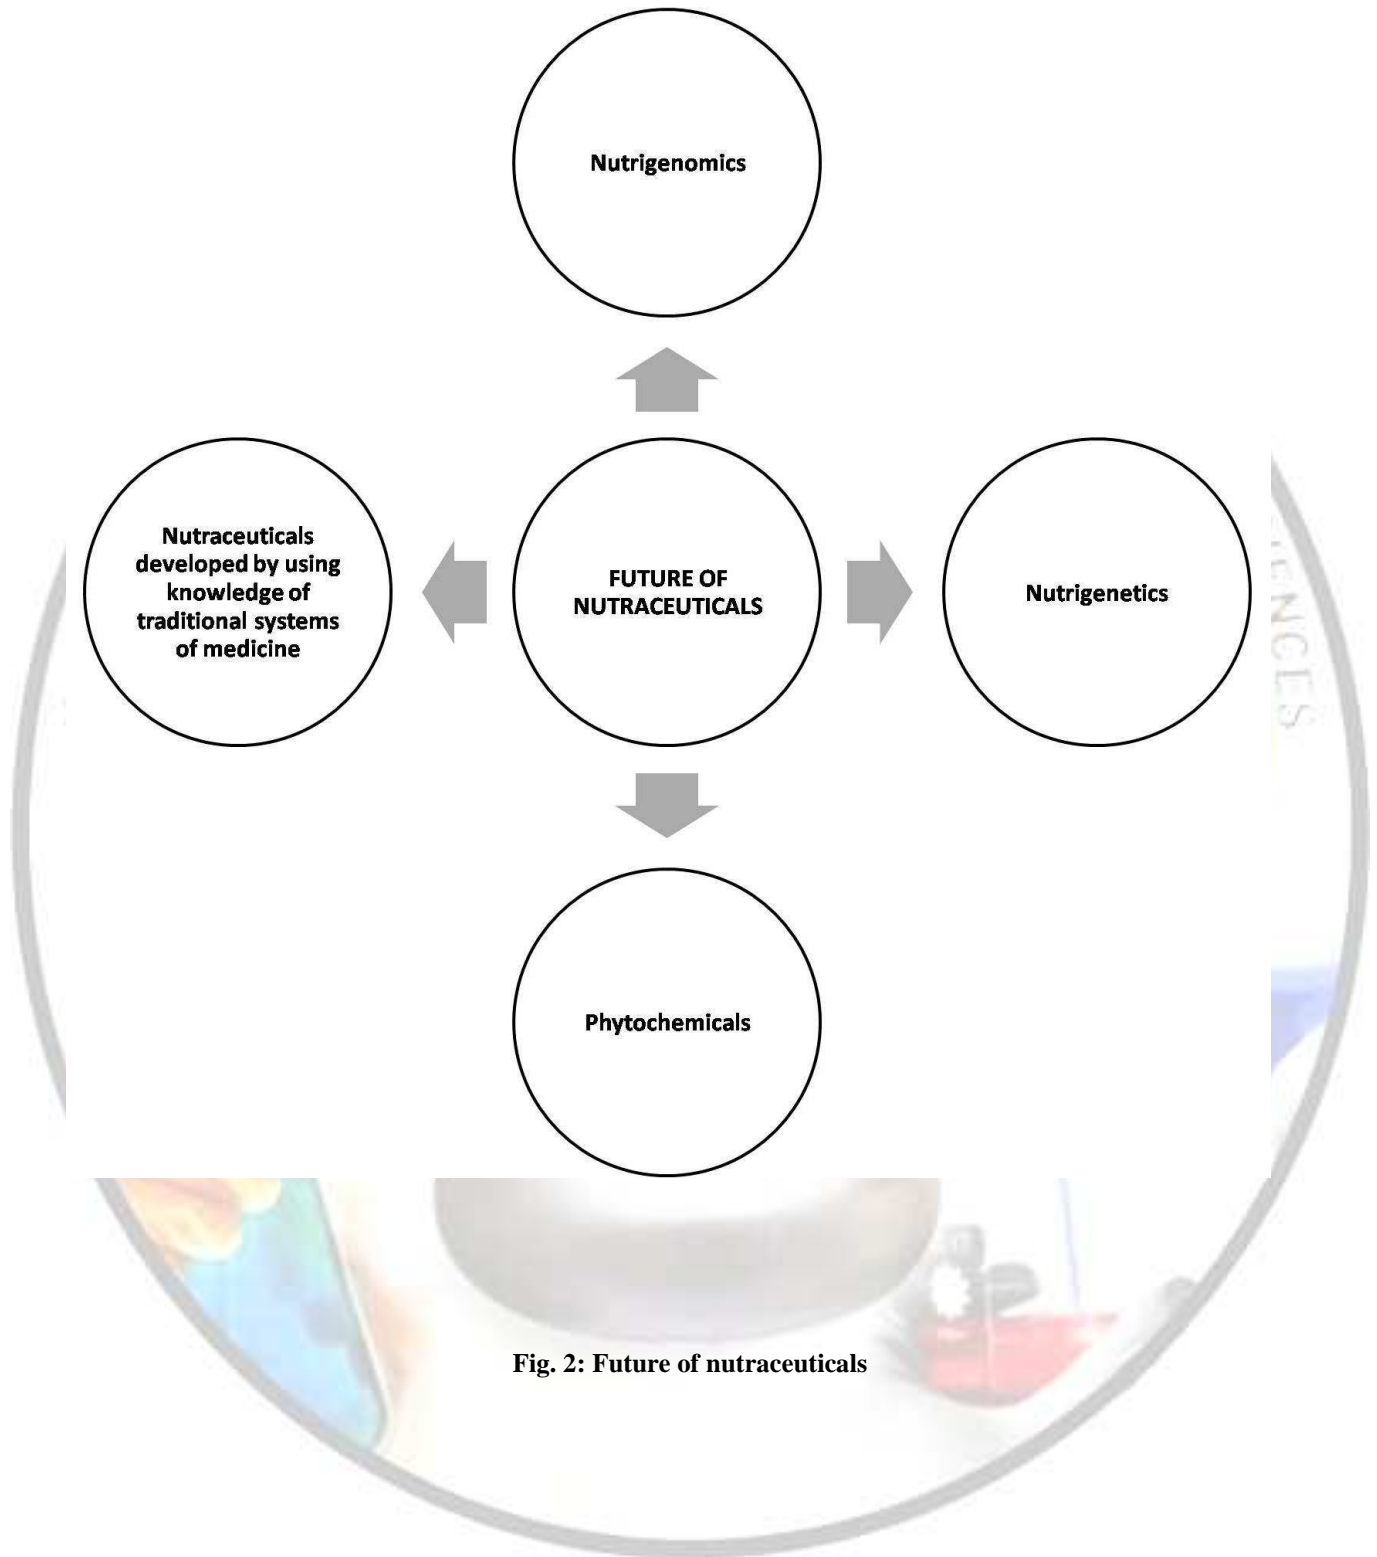 Nutrigenomics
Nutraceuticals
developed by using
knowledge of
traditional systems
of medicine
FUTURE OF
NUTRACEUTICALS
Nutrigenetics
Phytochemicals
Fig. 2: Future of nutraceuticals